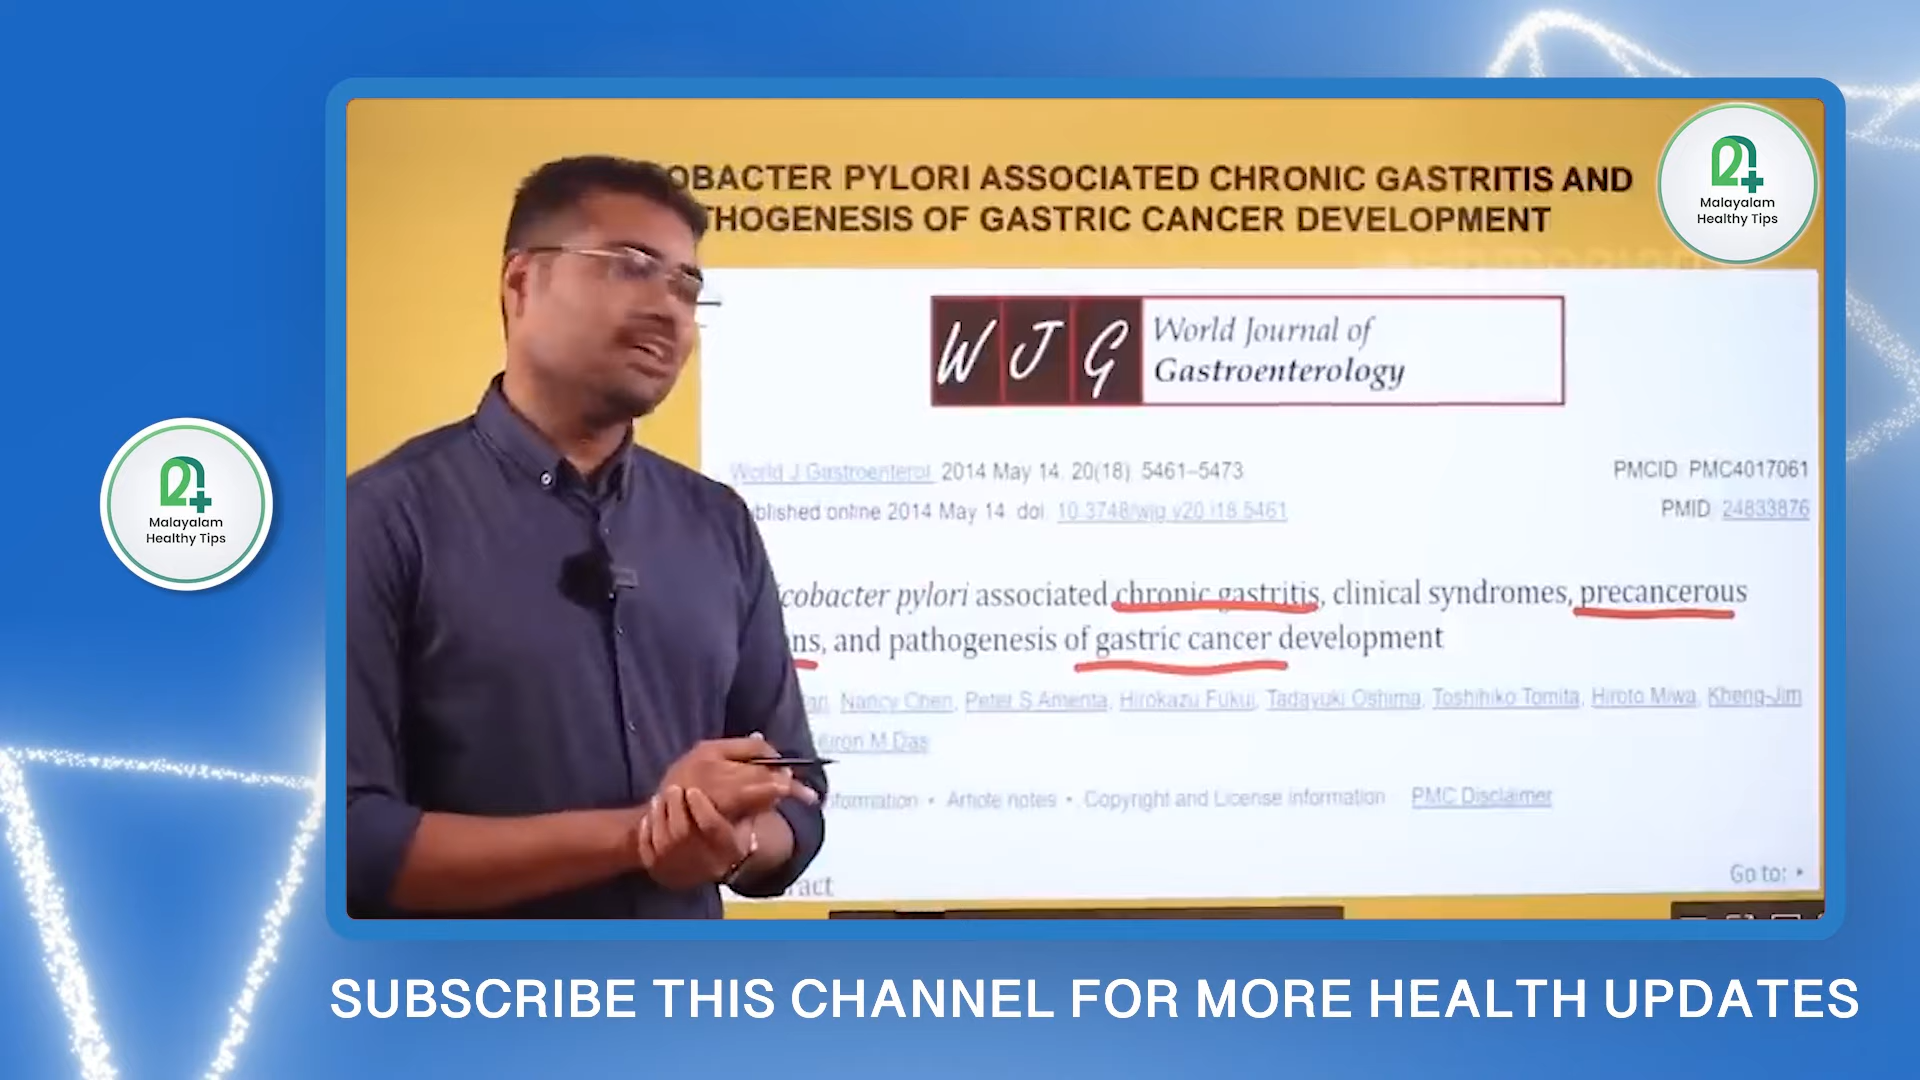 OBACTER PYLORI ASSOCIATED CHRONIC GASTRITIS AND
THOGENESIS OF GASTRIC CANCER DEVELOPMENT
Malayalam
Healthy Tips
W J G
World Journal of
Gastroenterology
World J Gastroenterol 2014 May 14 20(18) 5461–5473
PMCID PMC4017061
blished online 2014 May 14 doi 10.3748/wjg.v20.i18.5461
PMID 24833876
cobacter pylori associated chronic gastritis, clinical syndromes, precancerous
ns, and pathogenesis of gastric cancer development
Nancy Chen, Peter S Amenta, Hirokazu Fukui, Tadayuki Oshima, Toshihiko Tomita, Hiroto Miwa, Kheng-Jim
M Das
formation • Article notes • Copyright and License information PMC Disclaimer
Go to: ▸
ract
Malayalam
Healthy Tips
SUBSCRIBE THIS CHANNEL FOR MORE HEALTH UPDATES